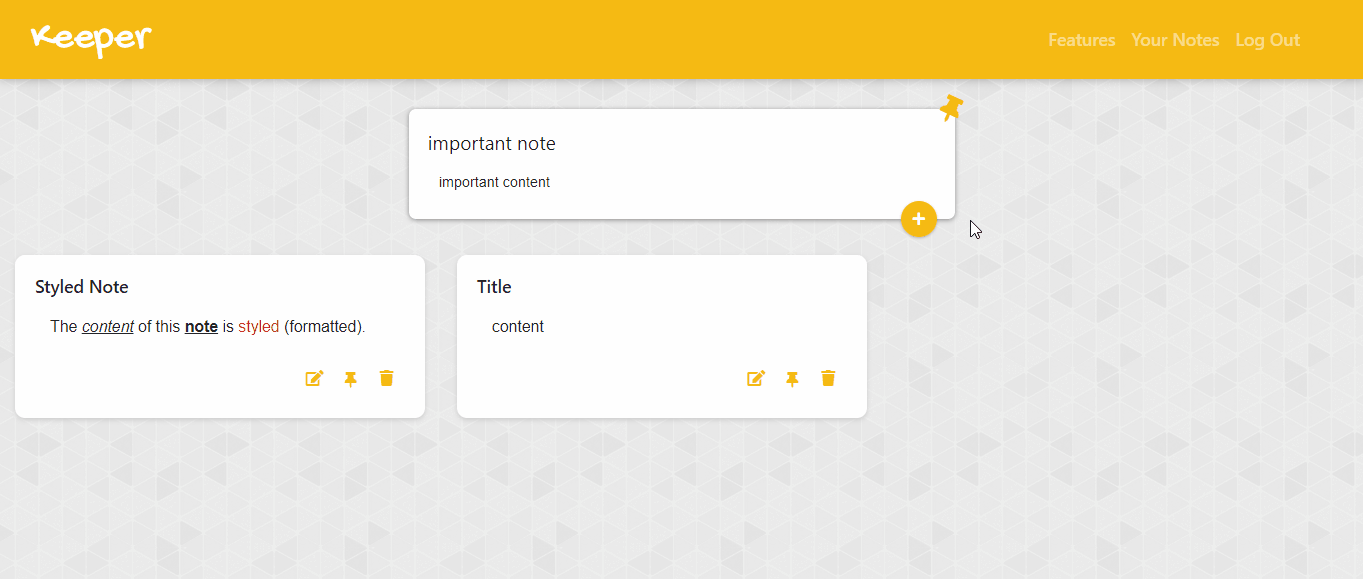 Keeper
Features Your Notes Log Out
important note
important content
Styled Note
The content of this note is styled (formatted).
Title
content